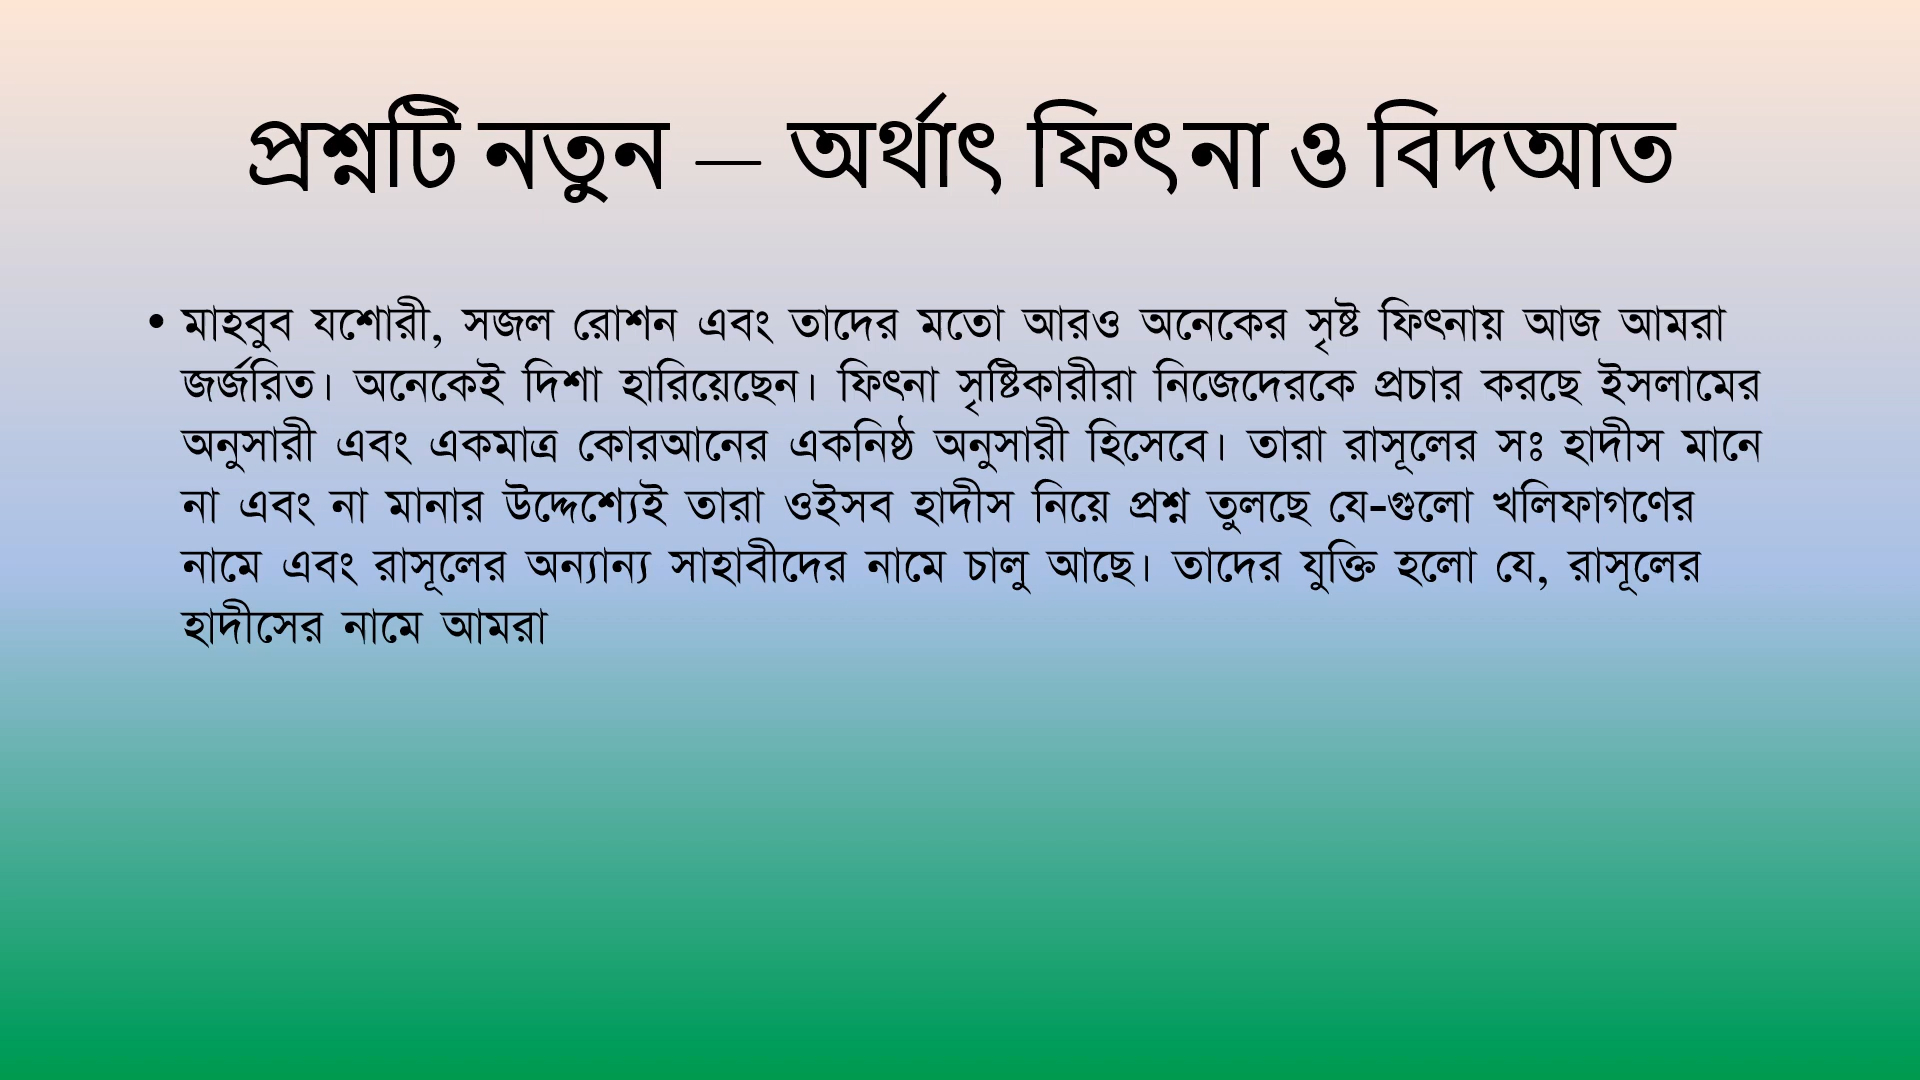 প্রশ্নটি নতুন — অর্থাৎ ফিৎনা ও বিদআত
• মাহবুব যশোরী, সজল রোশন এবং তাদের মতো আরও অনেকের সৃষ্ট ফিৎনায় আজ আমরা
জর্জরিত। অনেকেই দিশা হারিয়েছেন। ফিৎনা সৃষ্টিকারীরা নিজেদেরকে প্রচার করছে ইসলামের
অনুসারী এবং একমাত্র কোরআনের একনিষ্ঠ অনুসারী হিসেবে। তারা রাসূলের সঃ হাদীস মানে
না এবং না মানার উদ্দেশ্যেই তারা ওইসব হাদীস নিয়ে প্রশ্ন তুলছে যে-গুলো খলিফাগণের
নামে এবং রাসূলের অন্যান্য সাহাবীদের নামে চালু আছে। তাদের যুক্তি হলো যে, রাসূলের
হাদীসের নামে আমরা